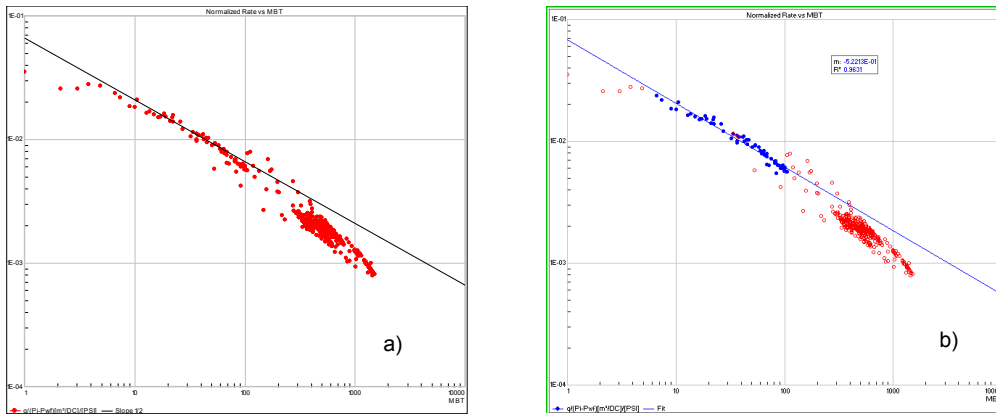 Normalized Rate vs MBT
1E-01
1E-02
1E-03
1E-04
1
10
100
1000
10000
MBT
a)
q/(Pi-Pwf)[m³/DC]/[PSI]
Slope 1/2
Normalized Rate vs MBT
m: -5.2213E-01
R² 0.9631
1E-01
1E-02
1E-03
1E-04
1
10
100
1000
b)
q/(Pi-Pwf)[m³/DC]/[PSI]
Fit